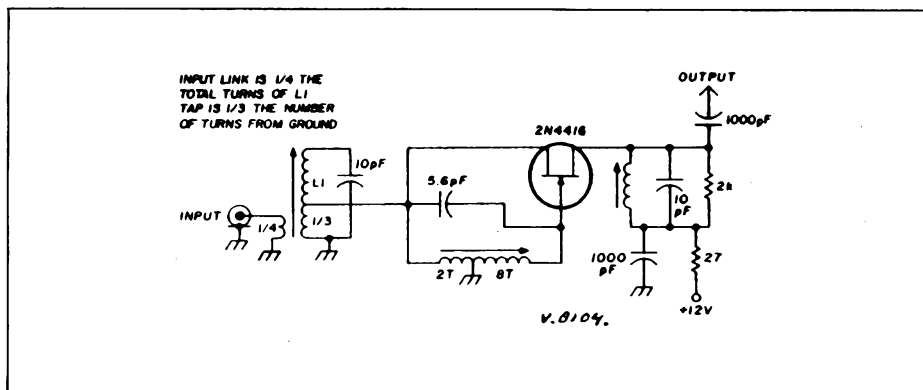 INPUT LINK IS 1/4 THE
TOTAL TURNS OF L1
TAP IS 1/3 THE NUMBER
OF TURNS FROM GROUND
OUTPUT
1000pF
2N4416
10pF
L1
5.6pF
10
pF
2k
INPUT
1/4
1/3
2T
8T
1000
pF
27
+12V